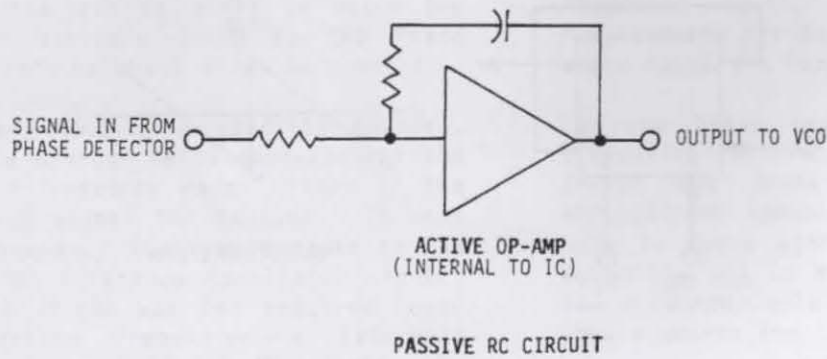 SIGNAL IN FROM
PHASE DETECTOR
OUTPUT TO VCO
ACTIVE OP-AMP
(INTERNAL TO IC)
PASSIVE RC CIRCUIT